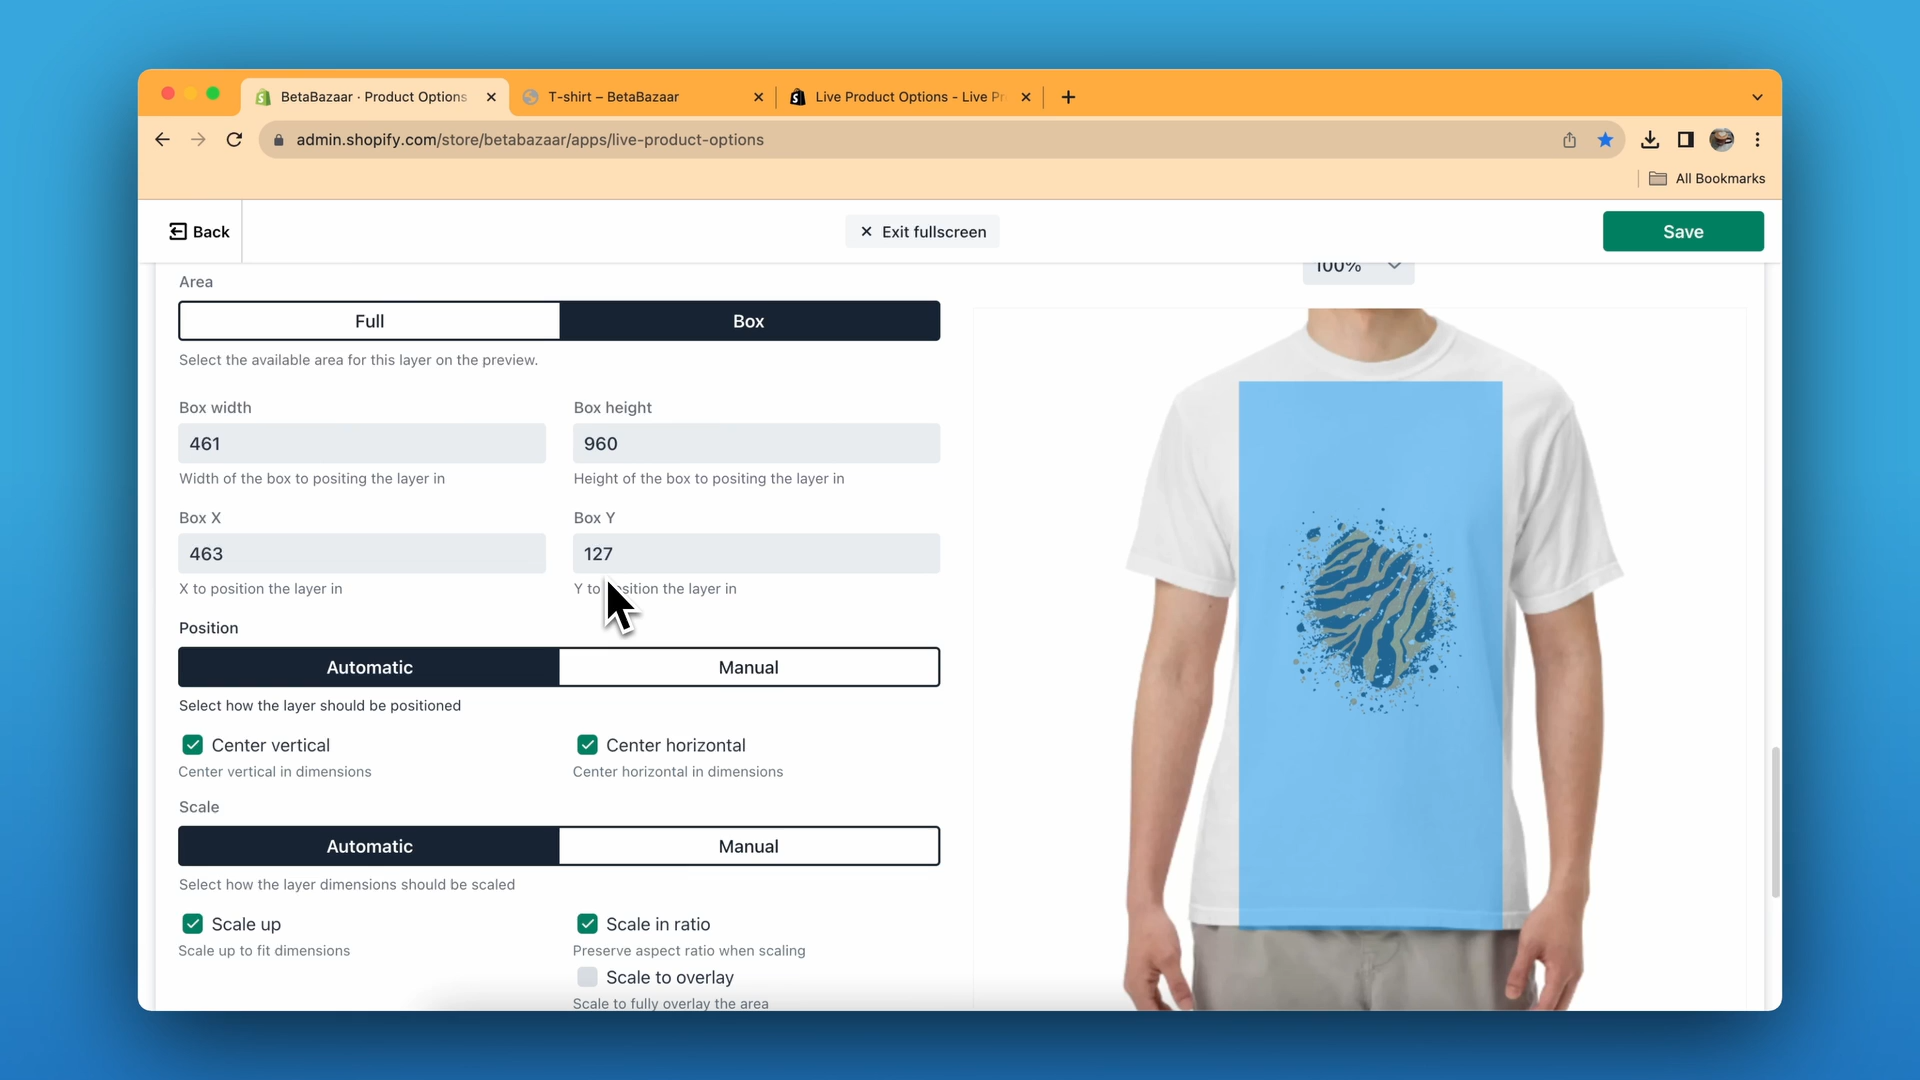 BetaBazaar · Product Options
T-shirt – BetaBazaar
Live Product Options - Live Pr
admin.shopify.com/store/betabazaar/apps/live-product-options
All Bookmarks
Back
Exit fullscreen
Save
100%
Area
Full
Box
Select the available area for this layer on the preview.
Box width
Box height
461
960
Width of the box to positing the layer in
Height of the box to positing the layer in
Box X
Box Y
463
127
X to position the layer in
Y to position the layer in
Position
Automatic
Manual
Select how the layer should be positioned
Center vertical
Center horizontal
Center vertical in dimensions
Center horizontal in dimensions
Scale
Automatic
Manual
Select how the layer dimensions should be scaled
Scale up
Scale in ratio
Scale up to fit dimensions
Preserve aspect ratio when scaling
Scale to overlay
Scale to fully overlay the area